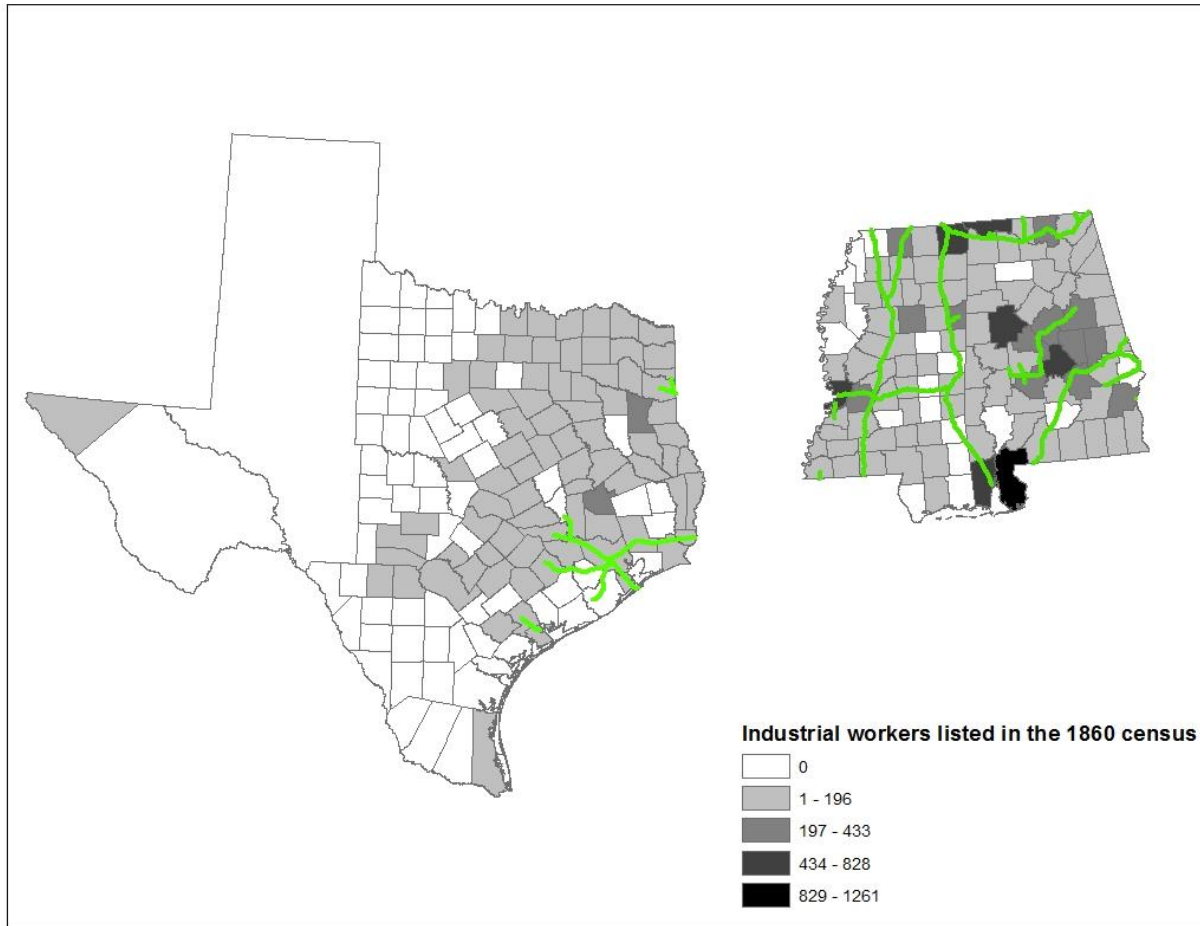 Industrial workers listed in the 1860 census
0
1 - 196
197 - 433
434 - 828
829 - 1261